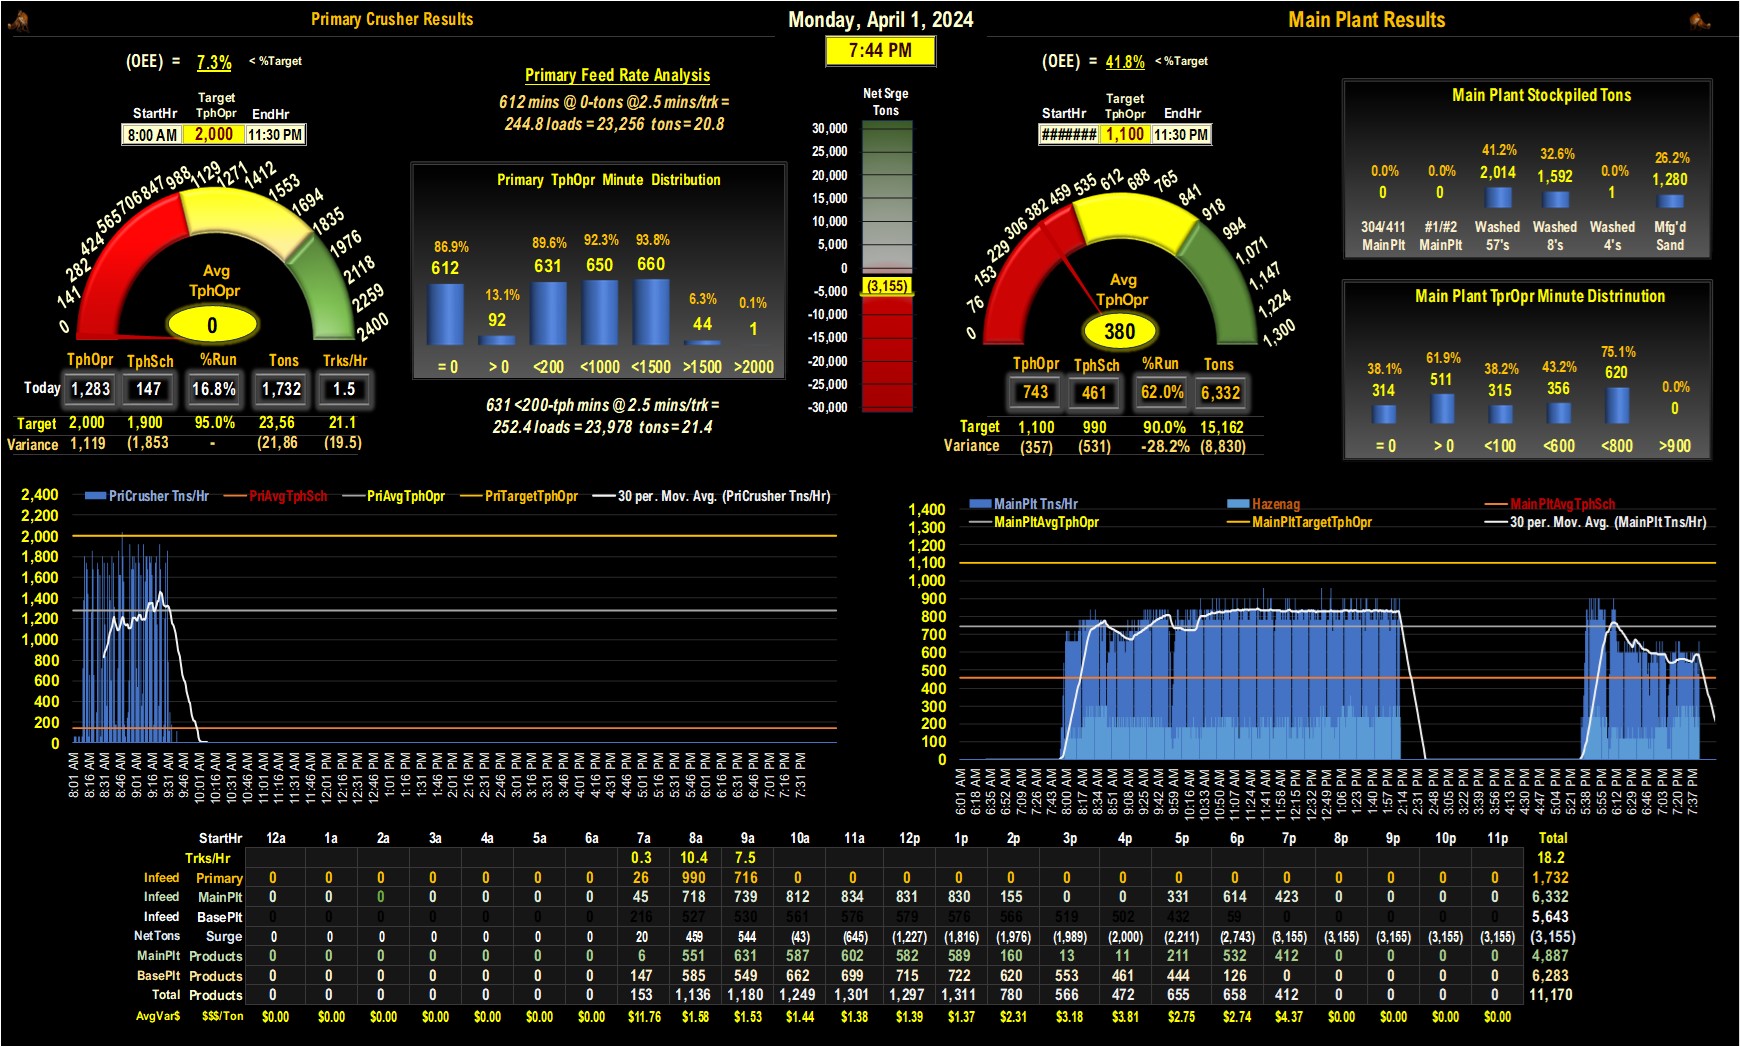 Primary Crusher Results
Monday, April 1, 2024
Main Plant Results
7:44 PM
(OEE) = 7.3% < %Target
StartHr Target TphOpr EndHr
8:00 AM 2,000 11:30 PM
0 141 282 424 565 706 847 988 1129 1271 1412 1553 1694 1835 1976 2118 2259 2400
Avg
TphOpr
0
TphOpr TphSch %Run Tons Trks/Hr
Today 1,283 147 16.8% 1,732 1.5
Target 2,000 1,900 95.0% 23,56 21.1
Variance 1,119 (1,853 - (21,86 (19.5)
Primary Feed Rate Analysis
612 mins @ 0-tons @2.5 mins/trk =
244.8 loads = 23,256 tons = 20.8
Primary TphOpr Minute Distribution
86.9% 13.1% 89.6% 92.3% 93.8% 6.3% 0.1%
612 92 631 650 660 44 1
= 0 > 0 <200 <1000 <1500 >1500 >2000
631 <200-tph mins @ 2.5 mins/trk =
252.4 loads = 23,978 tons = 21.4
Net Srge
Tons
30,000
25,000
20,000
15,000
10,000
5,000
0
(3,155)
-5,000
-10,000
-15,000
-20,000
-25,000
-30,000
(OEE) = 41.8% < %Target
StartHr Target TphOpr EndHr
####### 1,100 11:30 PM
0 76 153 229 306 382 459 535 612 688 765 841 918 994 1,071 1,147 1,224 1,300
Avg
TphOpr
380
TphOpr TphSch %Run Tons
743 461 62.0% 6,332
Target 1,100 990 90.0% 15,162
Variance (357) (531) -28.2% (8,830)
Main Plant Stockpiled Tons
0.0% 0.0% 41.2% 32.6% 0.0% 26.2%
0 0 2,014 1,592 1 1,280
304/411 #1/#2 Washed Washed Washed Mfg'd
MainPlt MainPlt 57's 8's 4's Sand
Main Plant TprOpr Minute Distrinution
38.1% 61.9% 38.2% 43.2% 75.1% 0.0%
314 511 315 356 620 0
= 0 > 0 <100 <600 <800 >900
PriCrusher Tns/Hr PriAvgTphSch PriAvgTphOpr PriTargetTphOpr 30 per. Mov. Avg. (PriCrusher Tns/Hr)
2,400
2,200
2,000
1,800
1,600
1,400
1,200
1,000
800
600
400
200
0
8:01 AM 8:16 AM 8:31 AM 8:46 AM 9:01 AM 9:16 AM 9:31 AM 9:46 AM 10:01 AM 10:16 AM 10:31 AM 10:46 AM 11:01 AM 11:16 AM 11:31 AM 11:46 AM 12:01 PM 12:16 PM 12:31 PM 12:46 PM 1:01 PM 1:16 PM 1:31 PM 1:46 PM 2:01 PM 2:16 PM 2:31 PM 2:46 PM 3:01 PM 3:16 PM 3:31 PM 3:46 PM 4:01 PM 4:16 PM 4:31 PM 4:46 PM 5:01 PM 5:16 PM 5:31 PM 5:46 PM 6:01 PM 6:16 PM 6:31 PM 6:46 PM 7:01 PM 7:16 PM 7:31 PM
MainPlt Tns/Hr Hazenag MainPltAvgTphSch
MainPltAvgTphOpr MainPltTargetTphOpr 30 per. Mov. Avg. (MainPlt Tns/Hr)
1,400
1,300
1,200
1,100
1,000
900
800
700
600
500
400
300
200
100
0
6:01 AM 6:18 AM 6:35 AM 6:52 AM 7:09 AM 7:26 AM 7:43 AM 8:00 AM 8:17 AM 8:34 AM 8:51 AM 9:08 AM 9:25 AM 9:42 AM 9:59 AM 10:16 AM 10:33 AM 10:50 AM 11:07 AM 11:24 AM 11:41 AM 11:58 AM 12:15 PM 12:32 PM 12:49 PM 1:06 PM 1:23 PM 1:40 PM 1:57 PM 2:14 PM 2:31 PM 2:48 PM 3:05 PM 3:22 PM 3:39 PM 3:56 PM 4:13 PM 4:30 PM 4:47 PM 5:04 PM 5:21 PM 5:38 PM 5:55 PM 6:12 PM 6:29 PM 6:46 PM 7:03 PM 7:20 PM 7:37 PM
StartHr 12a 1a 2a 3a 4a 5a 6a 7a 8a 9a 10a 11a 12p 1p 2p 3p 4p 5p 6p 7p 8p 9p 10p 11p Total
Trks/Hr 0.3 10.4 7.5 18.2
Infeed Primary 0 0 0 0 0 0 0 26 990 716 0 0 0 0 0 0 0 0 0 0 0 0 0 0 1,732
Infeed MainPlt 0 0 0 0 0 0 0 45 718 739 812 834 831 830 155 0 0 331 614 423 0 0 0 0 6,332
Infeed BasePlt 0 0 0 0 0 0 0 216 527 530 561 576 579 576 566 519 502 432 59 0 0 0 0 0 5,643
NetTons Surge 0 0 0 0 0 0 0 20 459 544 (43) (645) (1,227) (1,816) (1,976) (1,989) (2,000) (2,211) (2,743) (3,155) (3,155) (3,155) (3,155) (3,155) (3,155)
MainPlt Products 0 0 0 0 0 0 0 6 551 631 587 602 582 589 160 13 11 211 532 412 0 0 0 0 4,887
BasePlt Products 0 0 0 0 0 0 0 147 585 549 662 699 715 722 620 553 461 444 126 0 0 0 0 0 6,283
Total Products 0 0 0 0 0 0 0 153 1,136 1,180 1,249 1,301 1,297 1,311 780 566 472 655 658 412 0 0 0 0 11,170
AvgVar$ $$$/Ton $0.00 $0.00 $0.00 $0.00 $0.00 $0.00 $0.00 $11.76 $1.58 $1.53 $1.44 $1.38 $1.39 $1.37 $2.31 $3.18 $3.81 $2.75 $2.74 $4.37 $0.00 $0.00 $0.00 $0.00